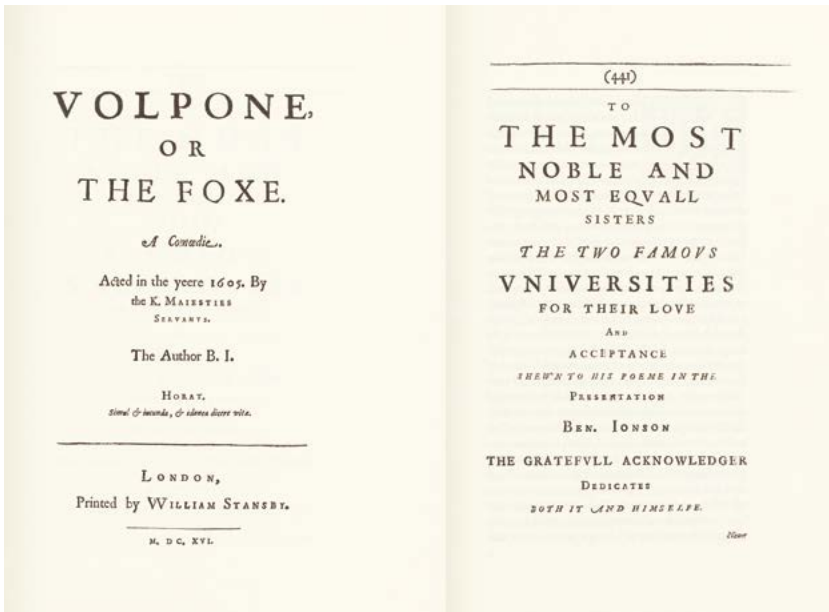 VOLPONE,
OR
THE FOXE.
A Comœdie.
Acted in the yeere 1605. By
the K. MAIESTIES
SERVANTS.
The Author B. I.
HORAT.
Simul & iucunda, & idonea dicere vitæ.
LONDON,
Printed by WILLIAM STANSBY.
M. DC. XVI.
(441)
TO
THE MOST
NOBLE AND
MOST EQVALL
SISTERS
THE TWO FAMOVS
VNIVERSITIES
FOR THEIR LOVE
AND
ACCEPTANCE
SHEW'N TO HIS POEME IN THE
PRESENTATION
BEN. IONSON
THE GRATEFVLL ACKNOWLEDGER
DEDICATES
BOTH IT AND HIMSELFE.